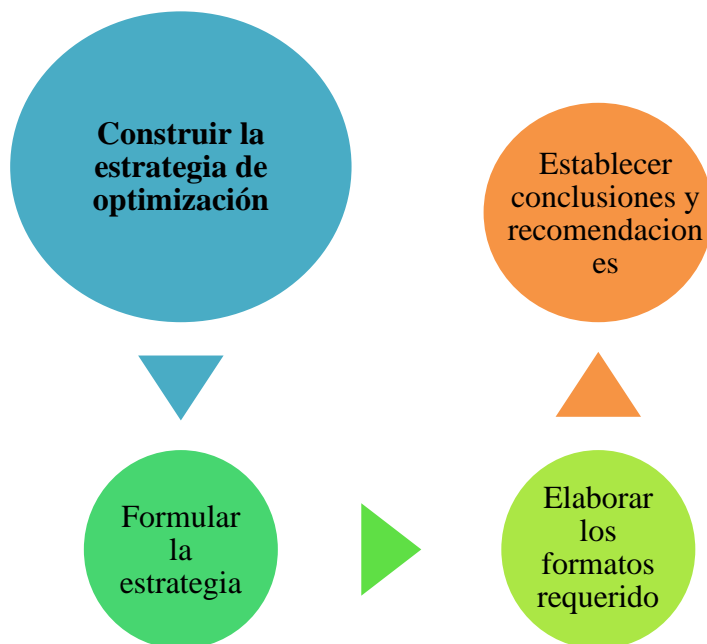 Construir la
estrategia de
optimización
Formular
la
estrategia
Elaborar
los
formatos
requerido
Establecer
conclusiones y
recomendacion
es